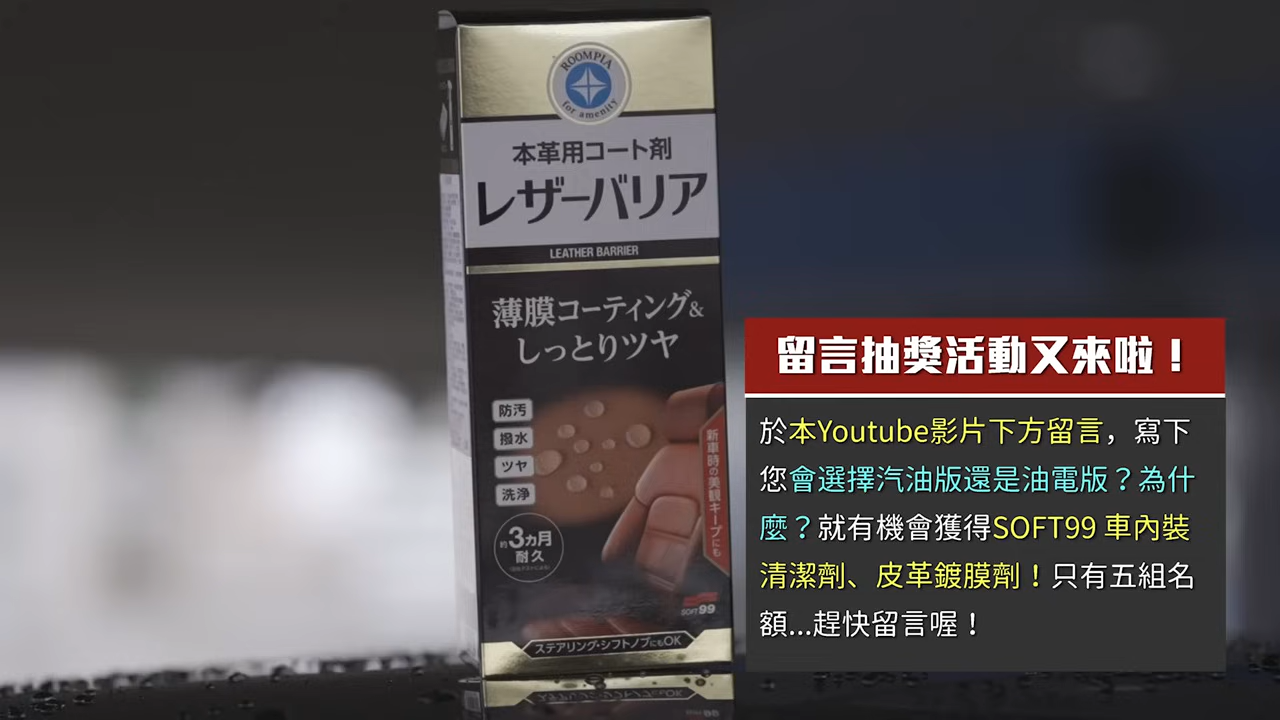 ROOMPIA
for amenity
本革用コート剤
レザーバリア
LEATHER BARRIER
薄膜コーティング&
しっとりツヤ
防汚
撥水
ツヤ
洗浄
新車時の美観キープにも
約3カ月
耐久
SOFT99
ステアリング・シフトノブにもOK
留言抽獎活動又來啦！
於本Youtube影片下方留言，寫下
您會選擇汽油版還是油電版？為什
麼？就有機會獲得SOFT99 車內裝
清潔劑、皮革鍍膜劑！只有五組名
額...趕快留言喔！